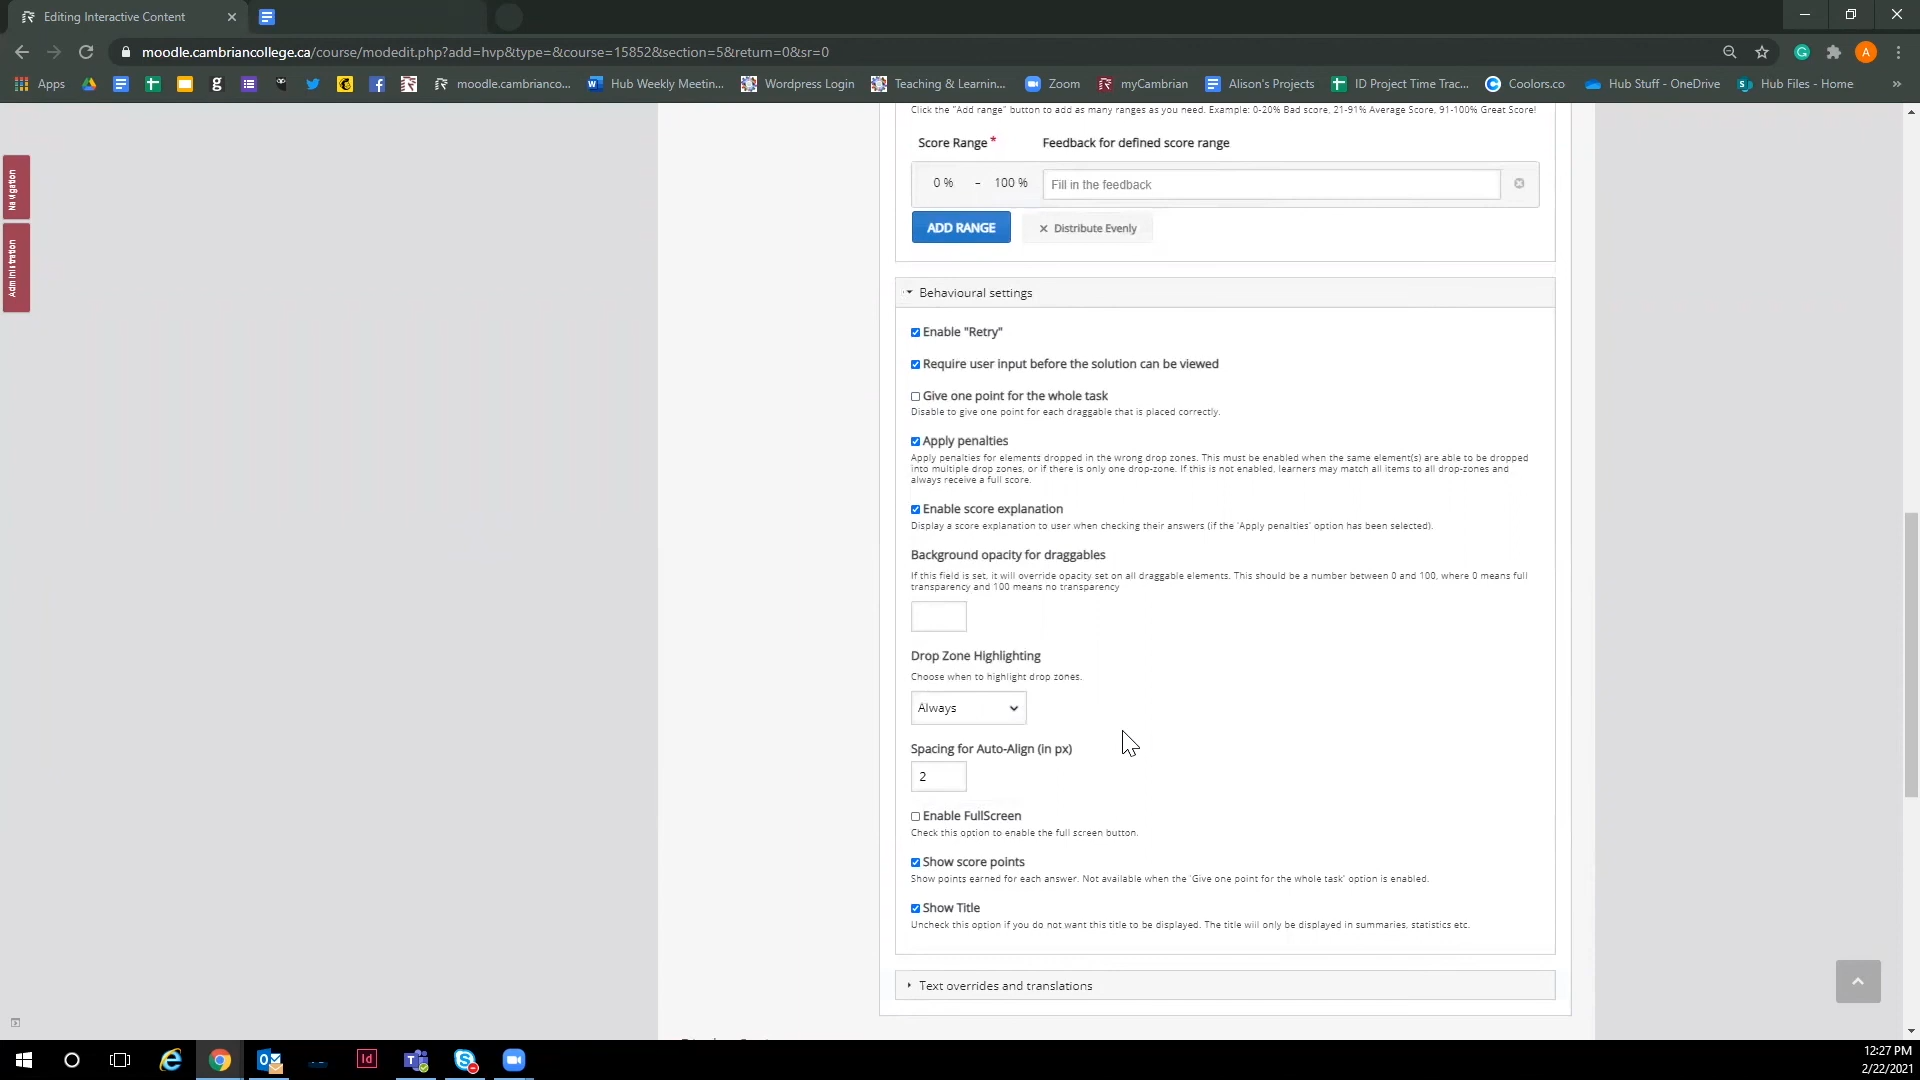 Editing Interactive Content
moodle.cambriancollege.ca/course/modedit.php?add=hvp&type=&course=15852&section=5&return=0&sr=0
A
Apps
moodle.cambrianco...
Hub Weekly Meetin...
Wordpress Login
Teaching & Learnin...
Zoom
myCambrian
Alison's Projects
ID Project Time Trac...
Coolors.co
Hub Stuff - OneDrive
Hub Files - Home
Navigation
Administration
Click the "Add range" button to add as many ranges as you need. Example: 0-20% Bad score, 21-91% Average Score, 91-100% Great Score!
Score Range * Feedback for defined score range
0 % - 100 % Fill in the feedback
ADD RANGE Distribute Evenly
Behavioural settings
Enable "Retry"
Require user input before the solution can be viewed
Give one point for the whole task
Disable to give one point for each draggable that is placed correctly.
Apply penalties
Apply penalties for elements dropped in the wrong drop zones. This must be enabled when the same element(s) are able to be dropped
into multiple drop zones, or if there is only one drop-zone. If this is not enabled, learners may match all items to all drop-zones and
always receive a full score.
Enable score explanation
Display a score explanation to user when checking their answers (if the 'Apply penalties' option has been selected).
Background opacity for draggables
If this field is set, it will override opacity set on all draggable elements. This should be a number between 0 and 100, where 0 means full
transparency and 100 means no transparency
Drop Zone Highlighting
Choose when to highlight drop zones.
Always
Spacing for Auto-Align (in px)
2
Enable FullScreen
Check this option to enable the full screen button.
Show score points
Show points earned for each answer. Not available when the 'Give one point for the whole task' option is enabled.
Show Title
Uncheck this option if you do not want this title to be displayed. The title will only be displayed in summaries, statistics etc.
Text overrides and translations
12:27 PM
2/22/2021